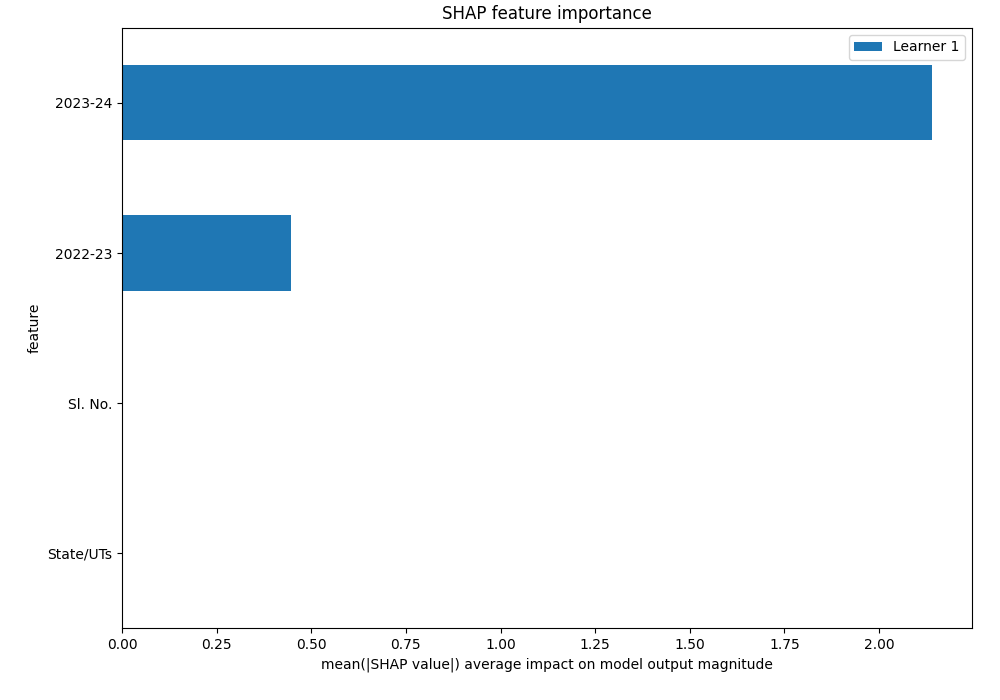 SHAP feature importance
Learner 1
2023-24
2022-23
Sl. No.
State/UTs
feature
0.00 0.25 0.50 0.75 1.00 1.25 1.50 1.75 2.00
mean(|SHAP value|) average impact on model output magnitude